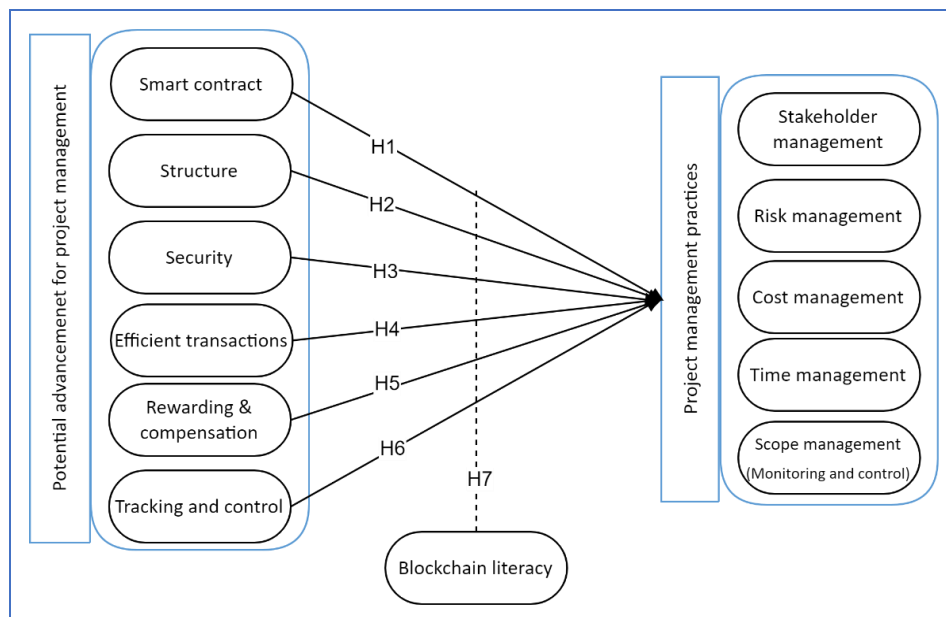 Potential advancemenet for project management
Smart contract
Structure
Security
Efficient transactions
Rewarding &
compensation
Tracking and control
H1
H2
H3
H4
H5
H6
H7
Blockchain literacy
Project management practices
Stakeholder
management
Risk management
Cost management
Time management
Scope management
(Monitoring and control)